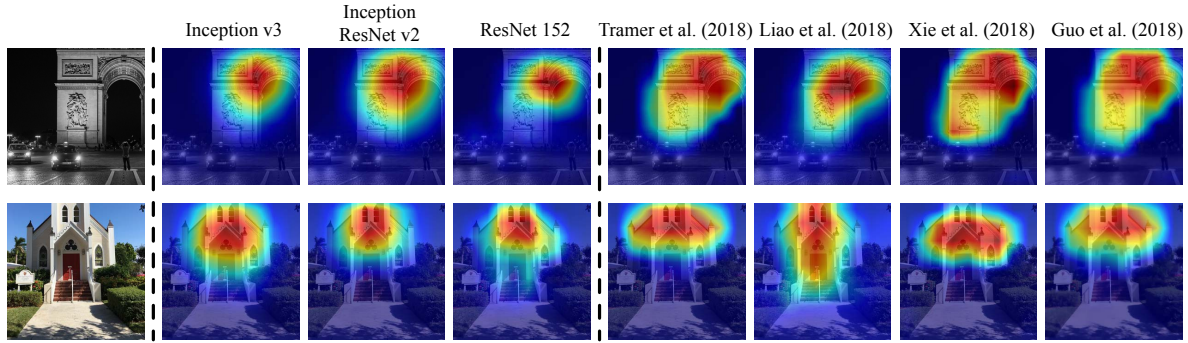 Inception v3
Inception
ResNet v2
ResNet 152
Tramer et al. (2018)
Liao et al. (2018)
Xie et al. (2018)
Guo et al. (2018)